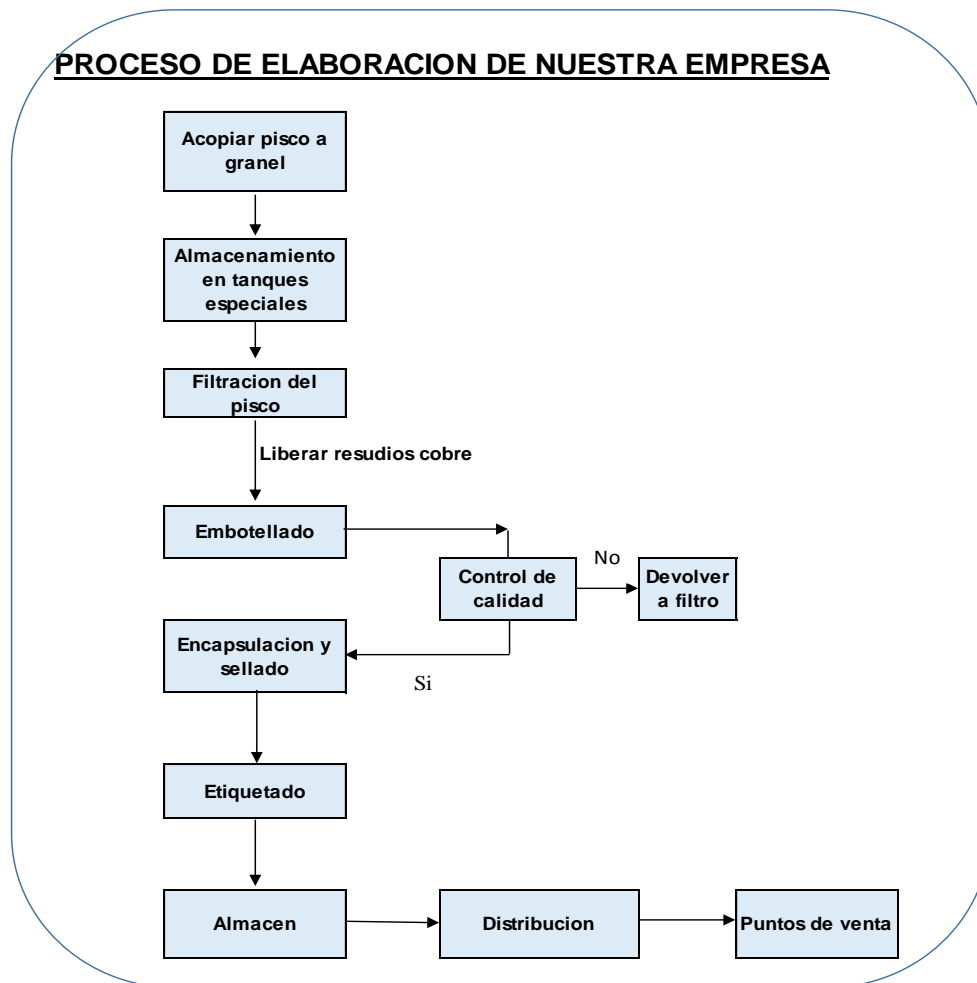 PROCESO DE ELABORACION DE NUESTRA EMPRESA
Acopiar pisco a
granel
Almacenamiento
en tanques
especiales
Filtracion del
pisco
Liberar resudios cobre
Embotellado
Control de
calidad
No
Devolver
a filtro
Encapsulacion y
sellado
Si
Etiquetado
Almacen
Distribucion
Puntos de venta